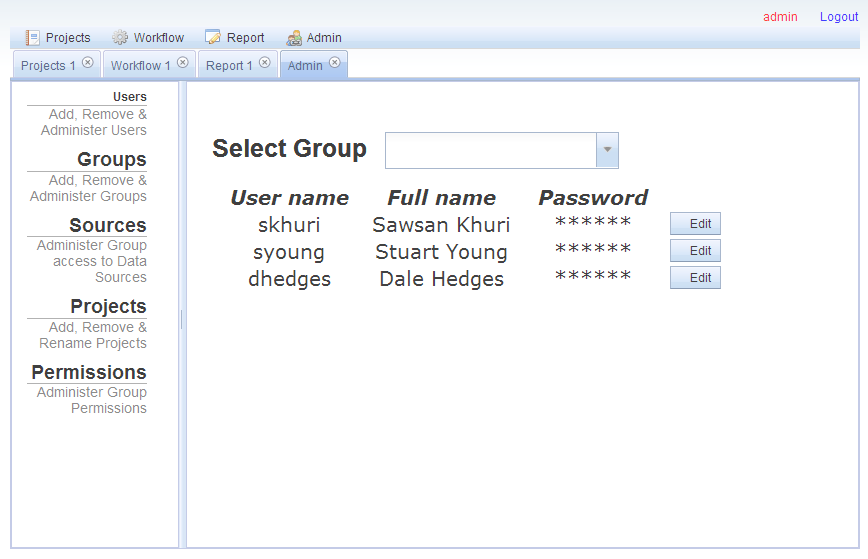 admin Logout
Projects Workflow Report Admin
Projects 1 Workflow 1 Report 1 Admin
Users
Add, Remove &
Administer Users
Groups
Add, Remove &
Administer Groups
Sources
Administer Group
access to Data
Sources
Projects
Add, Remove &
Rename Projects
Permissions
Administer Group
Permissions
Select Group
User name Full name Password
skhuri Sawsan Khuri ****** Edit
syoung Stuart Young ****** Edit
dhedges Dale Hedges ****** Edit